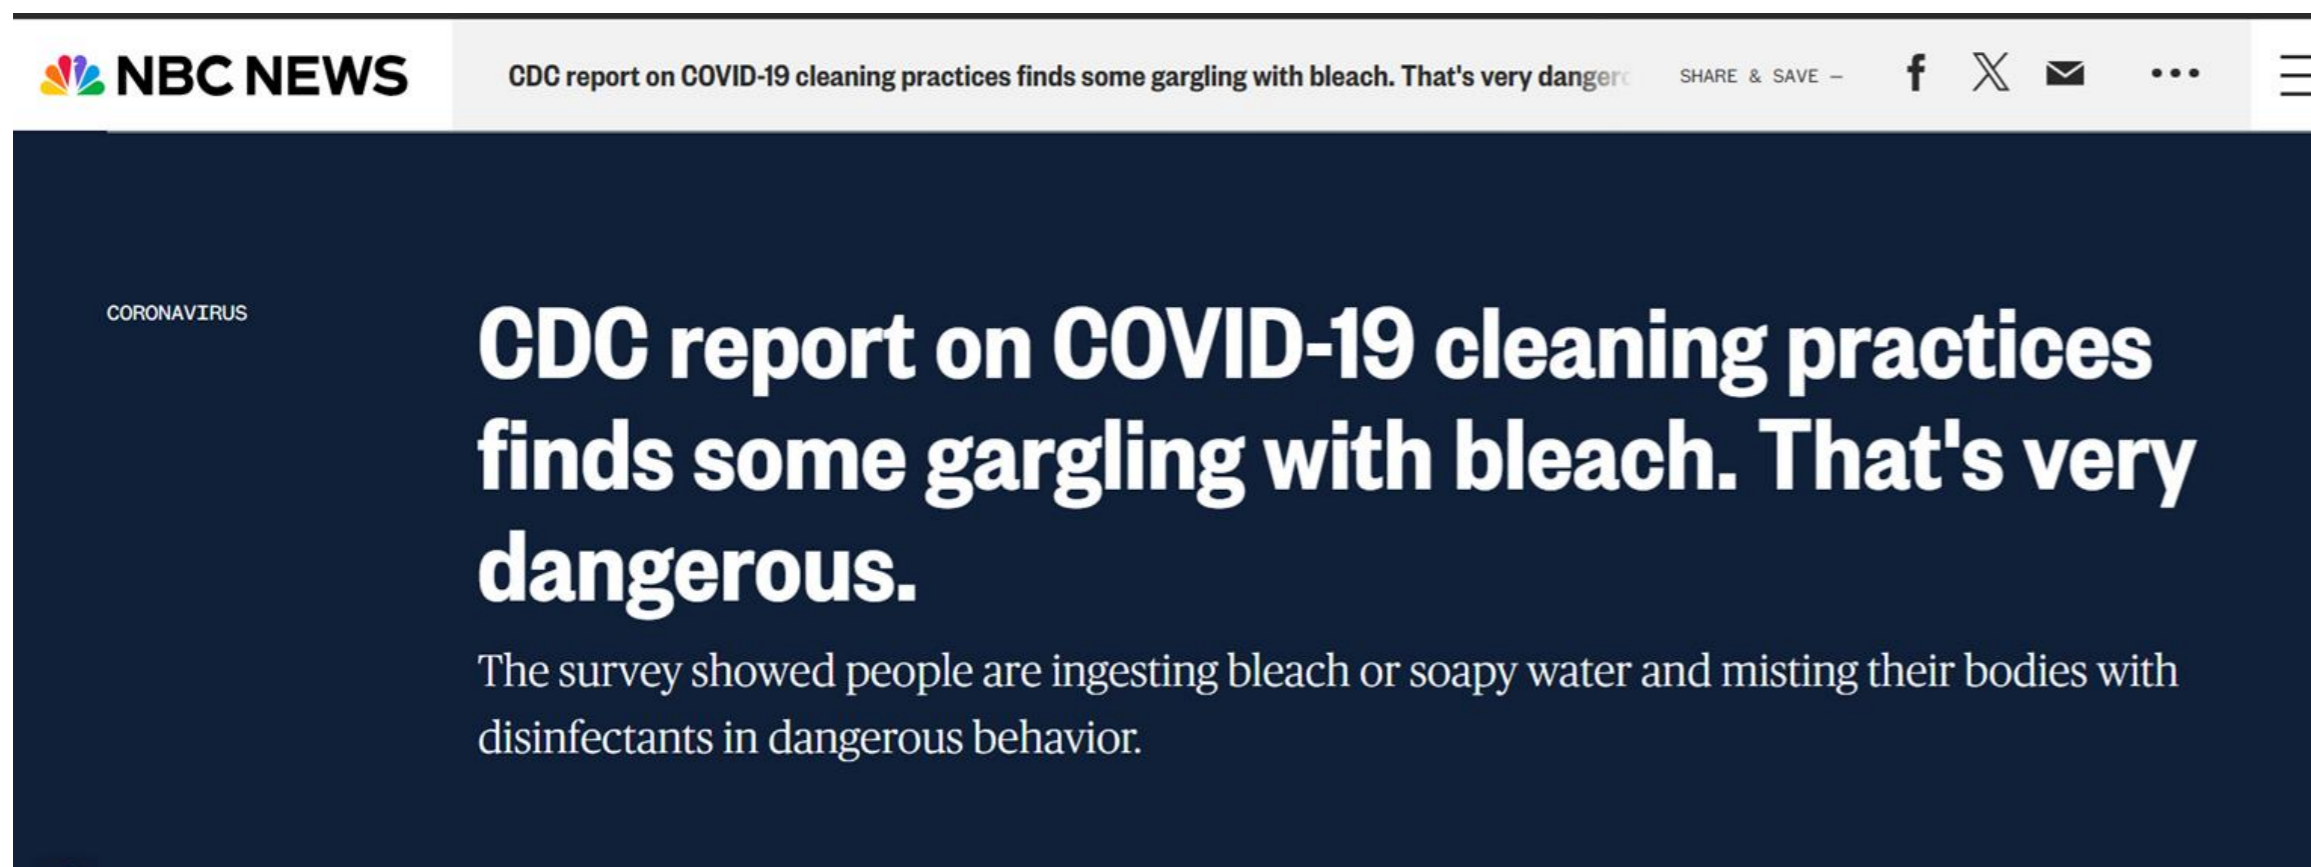 NBC NEWS
CDC report on COVID-19 cleaning practices finds some gargling with bleach. That's very danger
SHARE & SAVE –
CORONAVIRUS
CDC report on COVID-19 cleaning practices
finds some gargling with bleach. That's very
dangerous.
The survey showed people are ingesting bleach or soapy water and misting their bodies with
disinfectants in dangerous behavior.